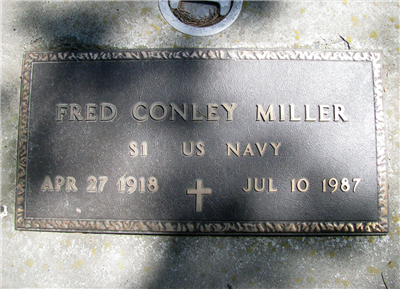 FRED CONLEY MILLER
S1 US NAVY
APR 27 1918 JUL 10 1987